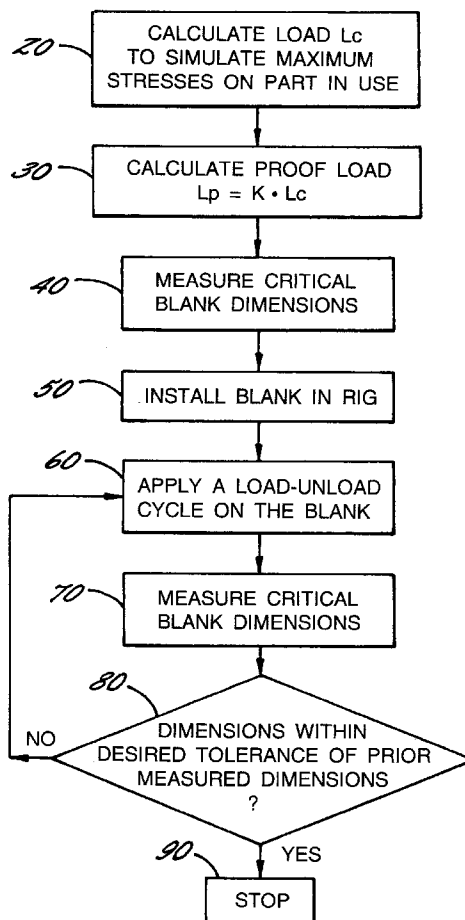 20
CALCULATE LOAD Lc
TO SIMULATE MAXIMUM
STRESSES ON PART IN USE
30
CALCULATE PROOF LOAD
Lp = K • Lc
40
MEASURE CRITICAL
BLANK DIMENSIONS
50
INSTALL BLANK IN RIG
60
APPLY A LOAD-UNLOAD
CYCLE ON THE BLANK
70
MEASURE CRITICAL
BLANK DIMENSIONS
80
DIMENSIONS WITHIN
DESIRED TOLERANCE OF PRIOR
MEASURED DIMENSIONS
?
NO
YES
90
STOP